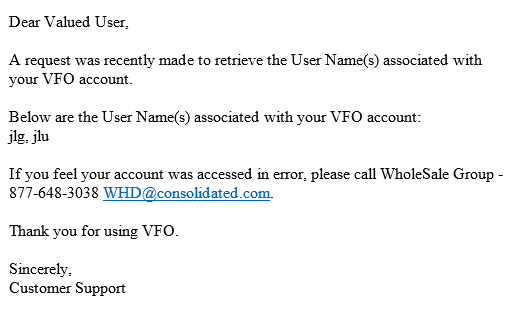 Dear Valued User,
A request was recently made to retrieve the User Name(s) associated with
your VFO account.
Below are the User Name(s) associated with your VFO account:
jlg, jlu
If you feel your account was accessed in error, please call WholeSale Group -
877-648-3038 WHD@consolidated.com.
Thank you for using VFO.
Sincerely,
Customer Support